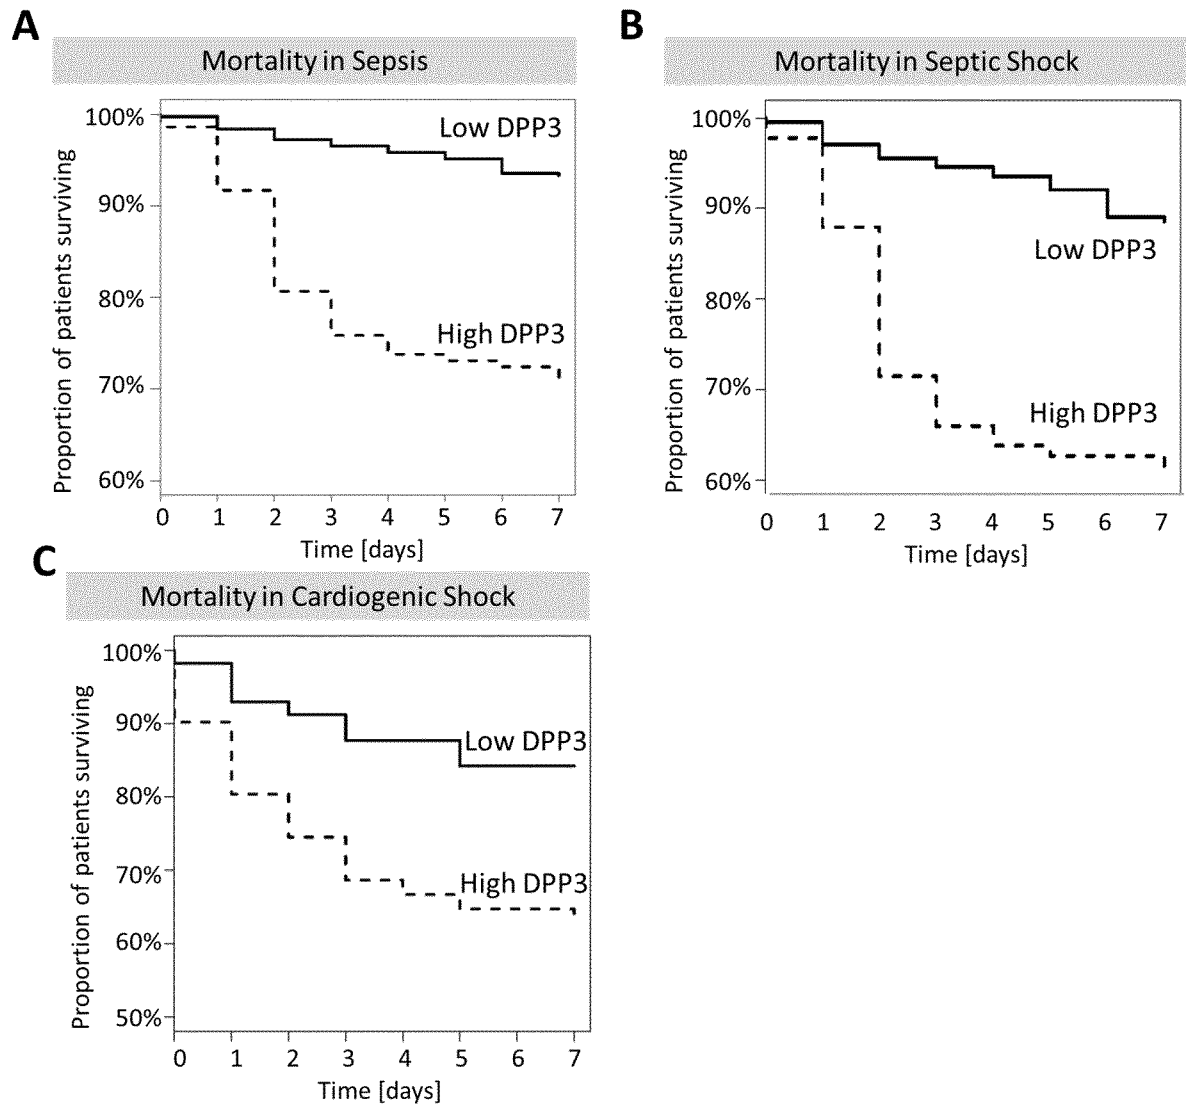 A
Mortality in Sepsis
Proportion of patients surviving
100%
90%
80%
70%
60%
Low DPP3
High DPP3
0 1 2 3 4 5 6 7
Time [days]
B
Mortality in Septic Shock
Proportion of patients surviving
100%
90%
80%
70%
60%
Low DPP3
High DPP3
0 1 2 3 4 5 6 7
Time [days]
C
Mortality in Cardiogenic Shock
Proportion of patients surviving
100%
90%
80%
70%
60%
50%
Low DPP3
High DPP3
0 1 2 3 4 5 6 7
Time [days]